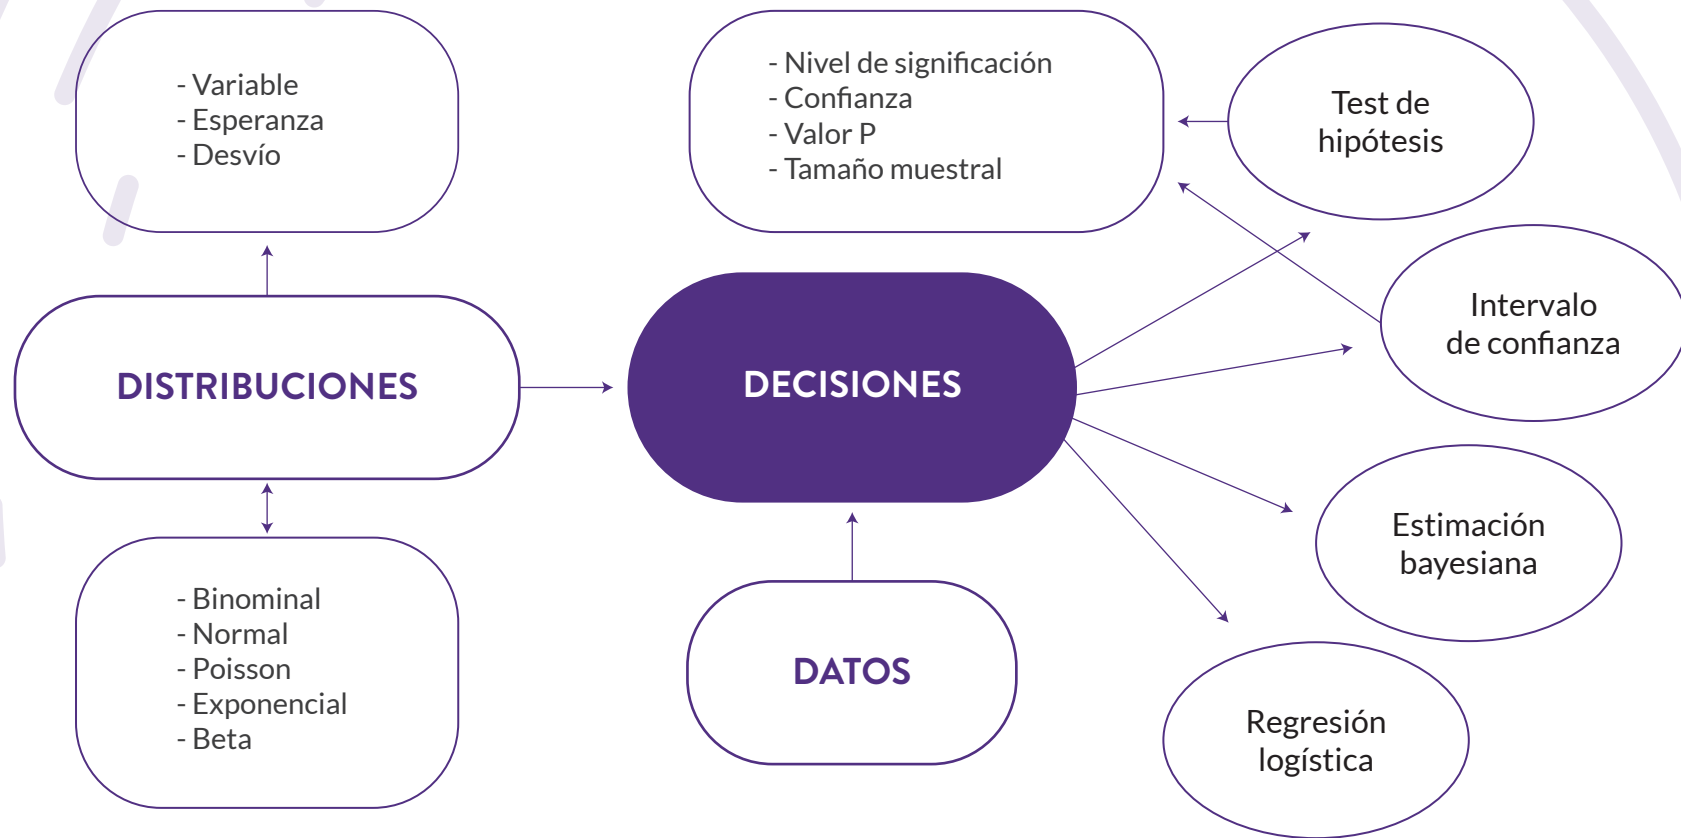 - Variable
- Esperanza
- Desvío
- Nivel de significación
- Confianza
- Valor P
- Tamaño muestral
Test de
hipótesis
Intervalo
de confianza
DISTRIBUCIONES
DECISIONES
Estimación
bayesiana
- Binominal
- Normal
- Poisson
- Exponencial
- Beta
DATOS
Regresión
logística